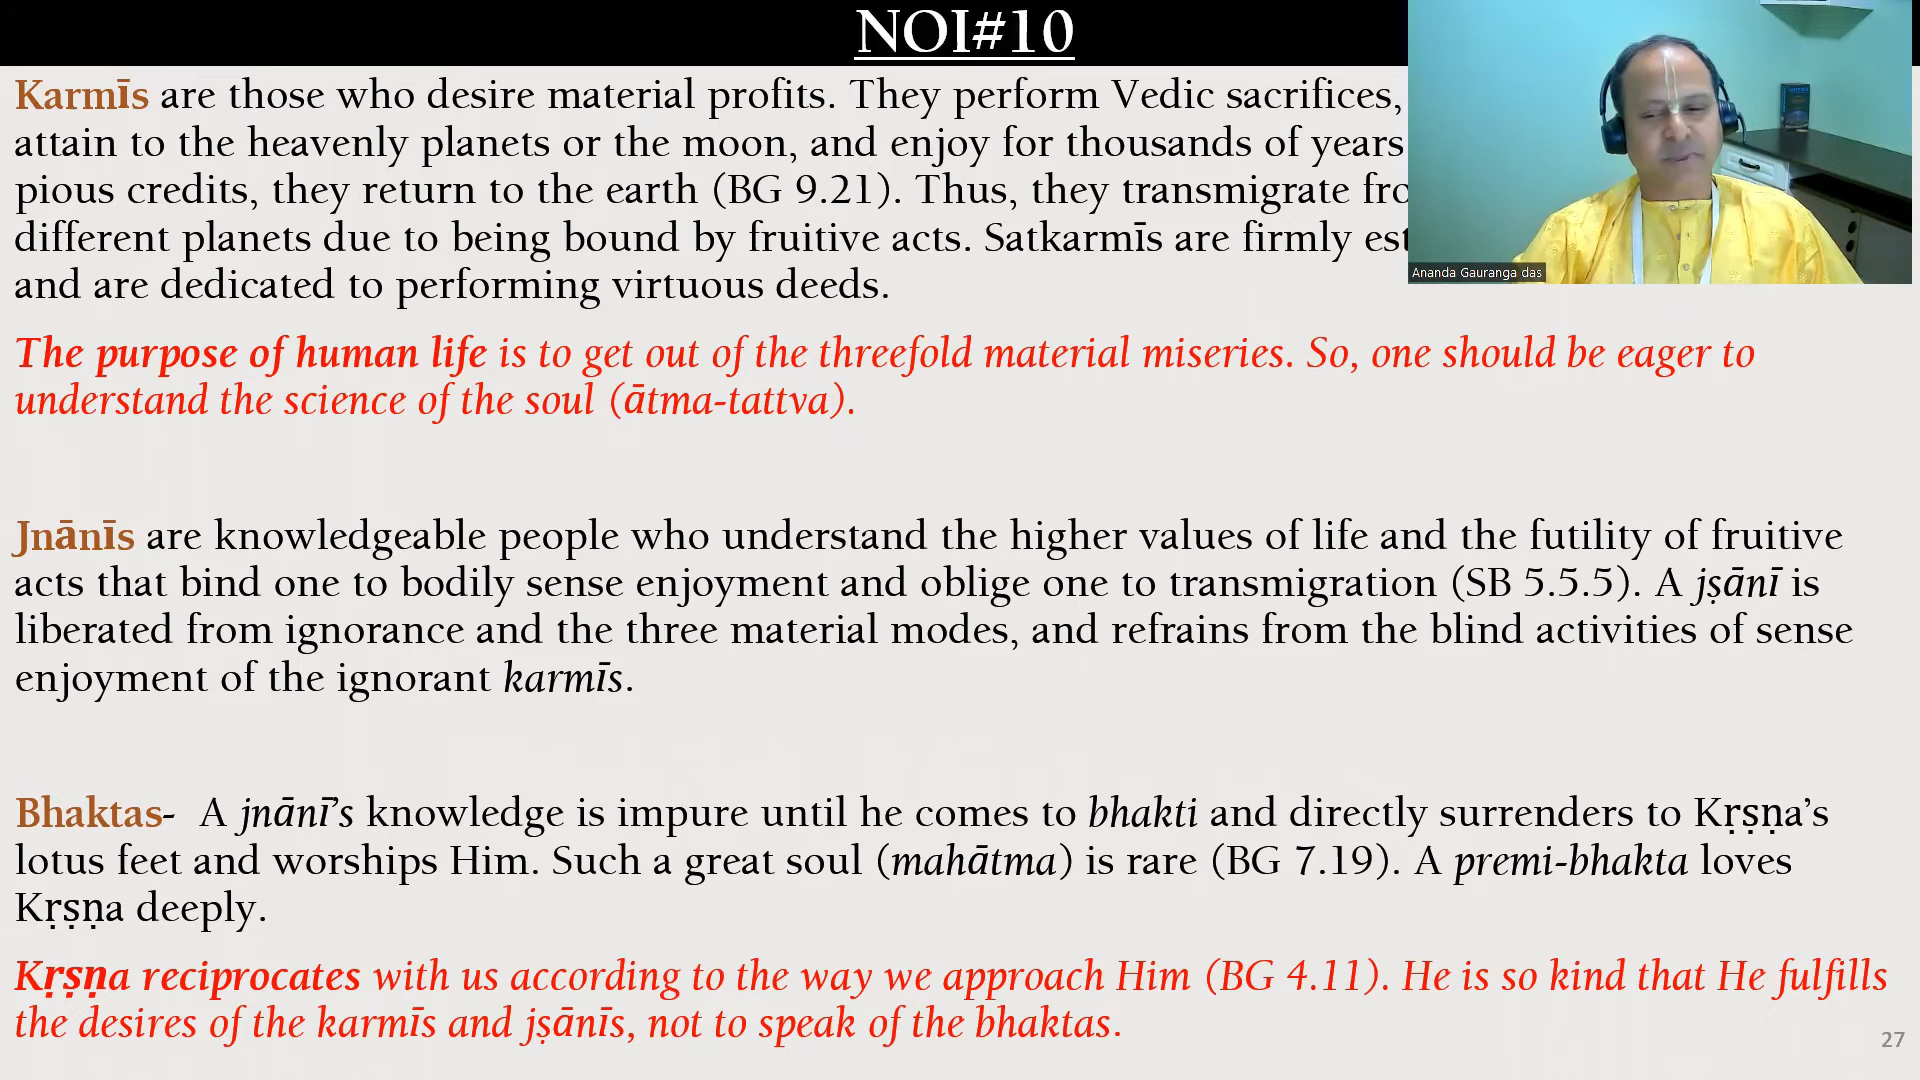 NOI#10
Karmīs are those who desire material profits. They perform Vedic sacrifices,
attain to the heavenly planets or the moon, and enjoy for thousands of years
pious credits, they return to the earth (BG 9.21). Thus, they transmigrate
different planets due to being bound by fruitive acts. Satkarmīs are firmly
and are dedicated to performing virtuous deeds.
Ananda Gauranga das
The purpose of human life is to get out of the threefold material miseries. So, one should be eager to
understand the science of the soul (ātma-tattva).
Jnānīs are knowledgeable people who understand the higher values of life and the futility of fruitive
acts that bind one to bodily sense enjoyment and oblige one to transmigration (SB 5.5.5). A jṣānī is
liberated from ignorance and the three material modes, and refrains from the blind activities of sense
enjoyment of the ignorant karmīs.
Bhaktas- A jnānī’s knowledge is impure until he comes to bhakti and directly surrenders to Kṛṣṇa’s
lotus feet and worships Him. Such a great soul (mahātma) is rare (BG 7.19). A premi-bhakta loves
Kṛṣṇa deeply.
Kṛṣṇa reciprocates with us according to the way we approach Him (BG 4.11). He is so kind that He fulfills
the desires of the karmīs and jṣānīs, not to speak of the bhaktas.
27